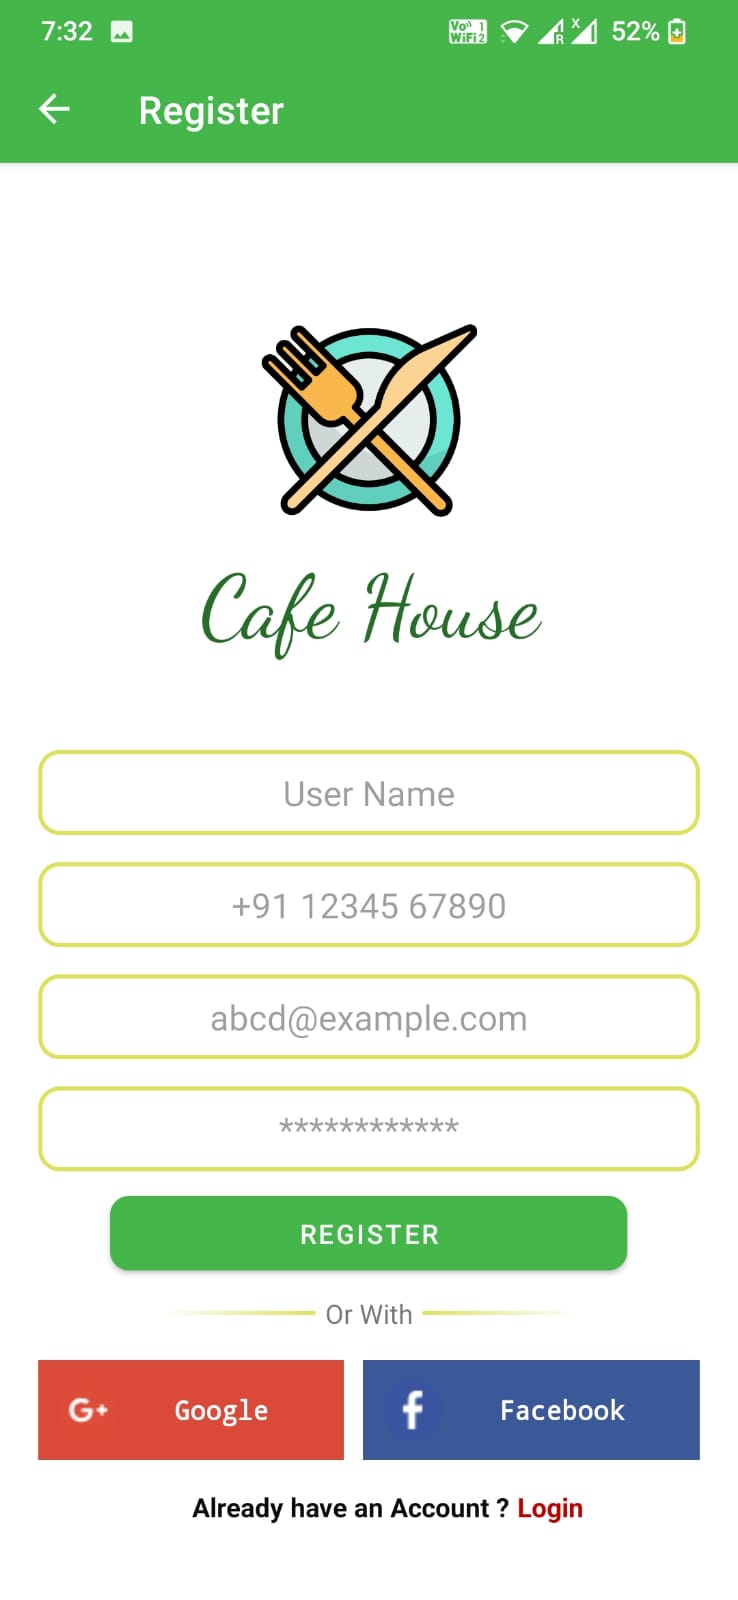 7:32 Vo)) 1 WiFi 2 R X 52%
Register
Cafe House
User Name
+91 12345 67890
abcd@example.com
************
REGISTER
Or With
G+ Google f Facebook
Already have an Account ? Login